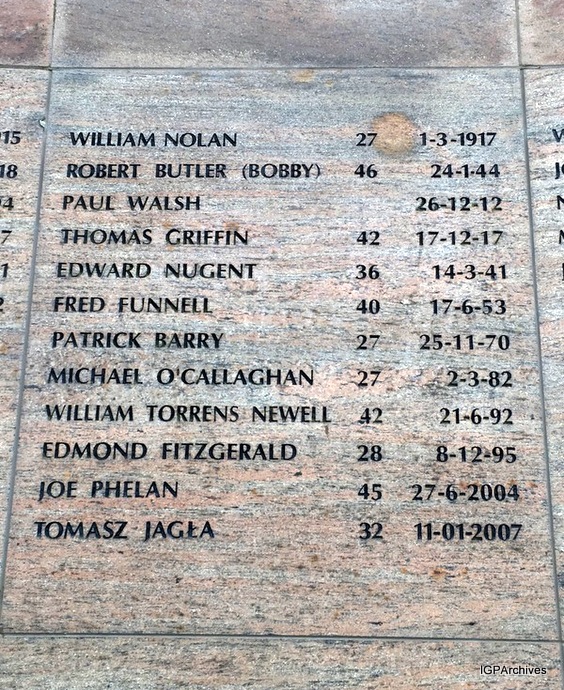 WILLIAM NOLAN 27 1-3-1917
ROBERT BUTLER (BOBBY) 46 24-1-44
PAUL WALSH 26-12-12
THOMAS GRIFFIN 42 17-12-17
EDWARD NUGENT 36 14-3-41
FRED FUNNELL 40 17-6-53
PATRICK BARRY 27 25-11-70
MICHAEL O'CALLAGHAN 27 2-3-82
WILLIAM TORRENS NEWELL 42 21-6-92
EDMOND FITZGERALD 28 8-12-95
JOE PHELAN 45 27-6-2004
TOMASZ JAGŁA 32 11-01-2007
IGPArchives